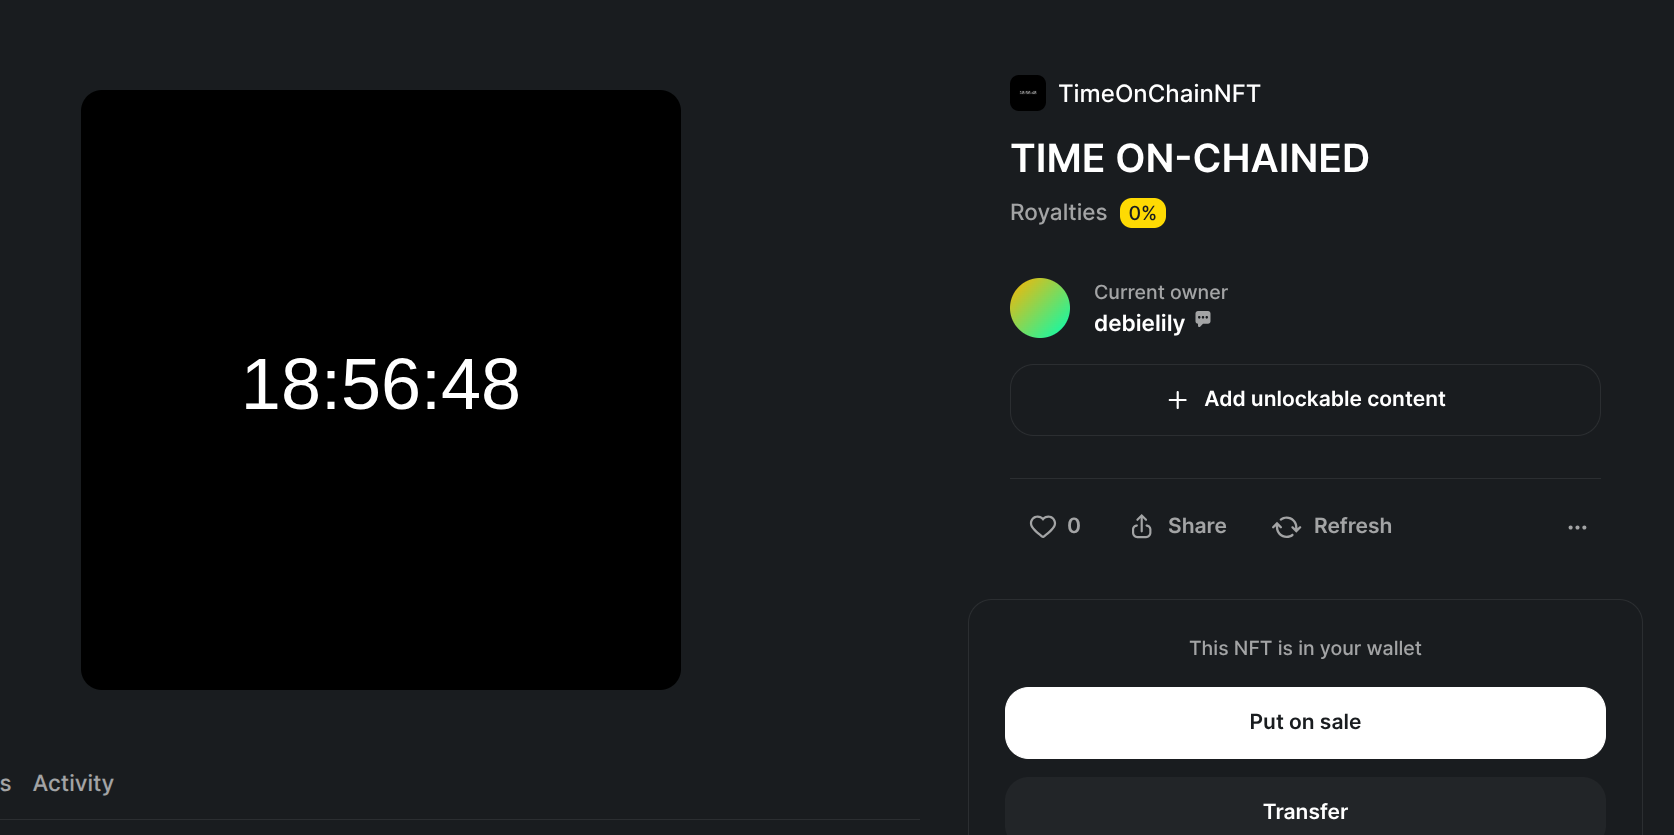 18:56:48
TimeOnChainNFT
TIME ON-CHAINED
Royalties 0%
Current owner
debielily
Add unlockable content
0 Share Refresh
This NFT is in your wallet
Put on sale
Transfer
s Activity